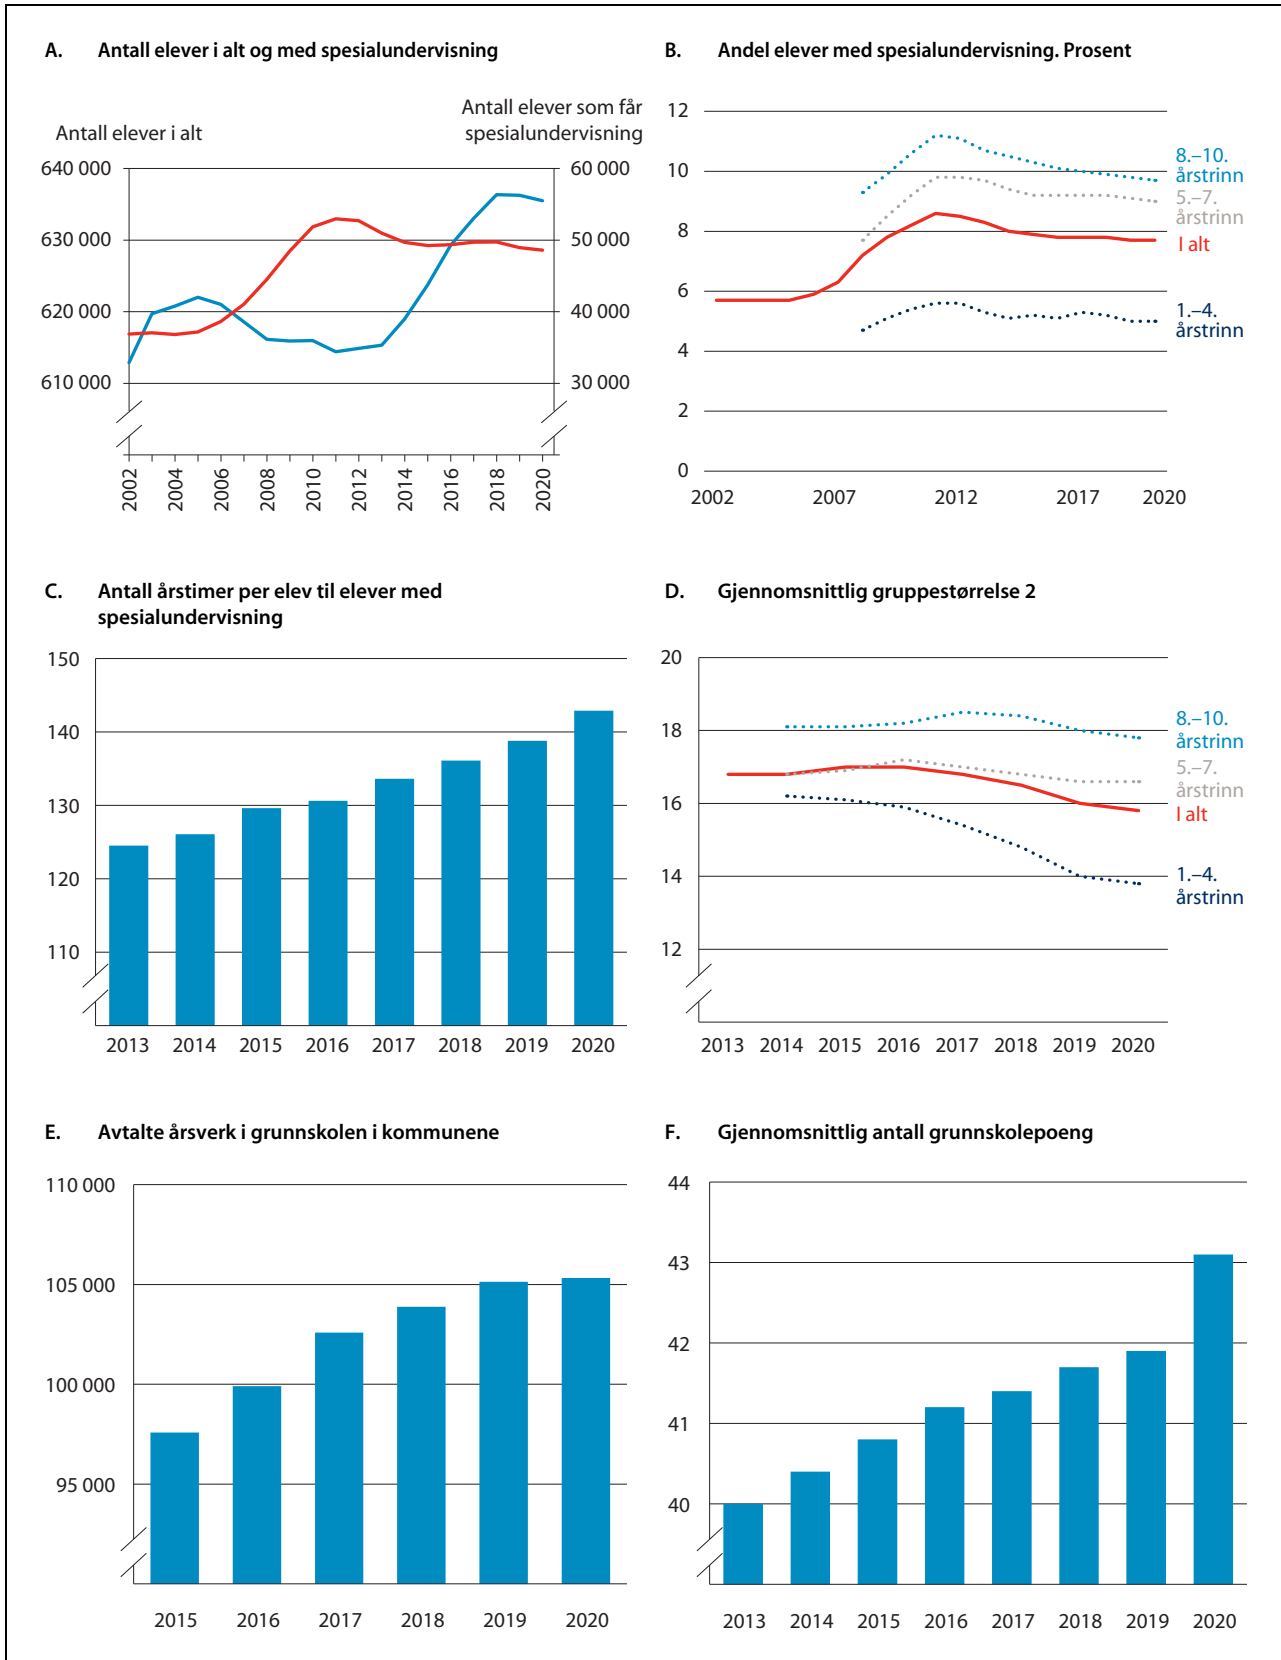 A. Antall elever i alt og med spesialundervisning
Antall elever i alt
Antall elever som får
spesialundervisning
640 000
630 000
620 000
610 000
60 000
50 000
40 000
30 000
2002 2004 2006 2008 2010 2012 2014 2016 2018 2020
B. Andel elever med spesialundervisning. Prosent
12
10
8
6
4
2
0
8.–10.
årstrinn
5.–7.
årstrinn
I alt
1.–4.
årstrinn
2002 2007 2012 2017 2020
C. Antall årstimer per elev til elever med
spesialundervisning
150
140
130
120
110
2013 2014 2015 2016 2017 2018 2019 2020
D. Gjennomsnittlig gruppestørrelse 2
20
18
16
14
12
8.–10.
årstrinn
5.–7.
årstrinn
I alt
1.–4.
årstrinn
2013 2014 2015 2016 2017 2018 2019 2020
E. Avtalte årsverk i grunnskolen i kommunene
110 000
105 000
100 000
95 000
2015 2016 2017 2018 2019 2020
F. Gjennomsnittlig antall grunnskolepoeng
44
43
42
41
40
2013 2014 2015 2016 2017 2018 2019 2020